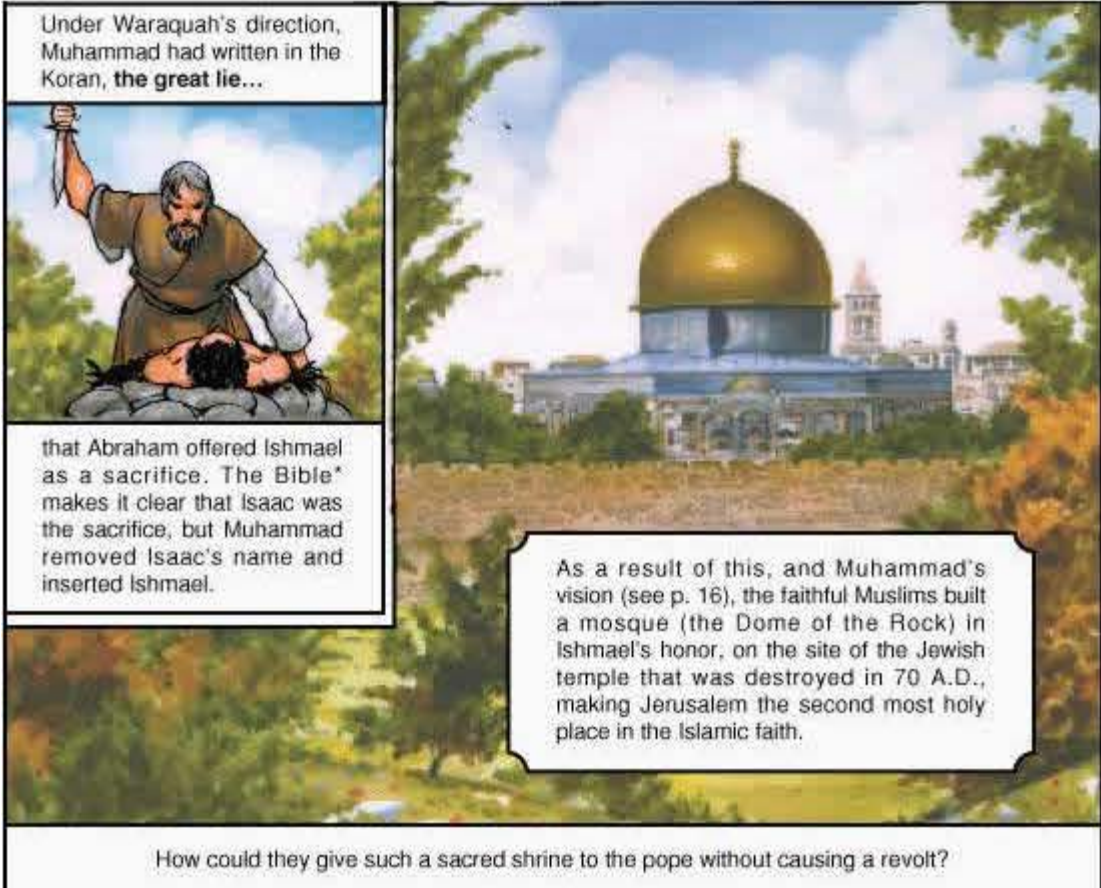 Under Waraquah's direction,
Muhammad had written in the
Koran, the great lie...
that Abraham offered Ishmael
as a sacrifice. The Bible*
makes it clear that Isaac was
the sacrifice, but Muhammad
removed Isaac's name and
inserted Ishmael.
As a result of this, and Muhammad's
vision (see p. 16), the faithful Muslims built
a mosque (the Dome of the Rock) in
Ishmael's honor, on the site of the Jewish
temple that was destroyed in 70 A.D.,
making Jerusalem the second most holy
place in the Islamic faith.
How could they give such a sacred shrine to the pope without causing a revolt?